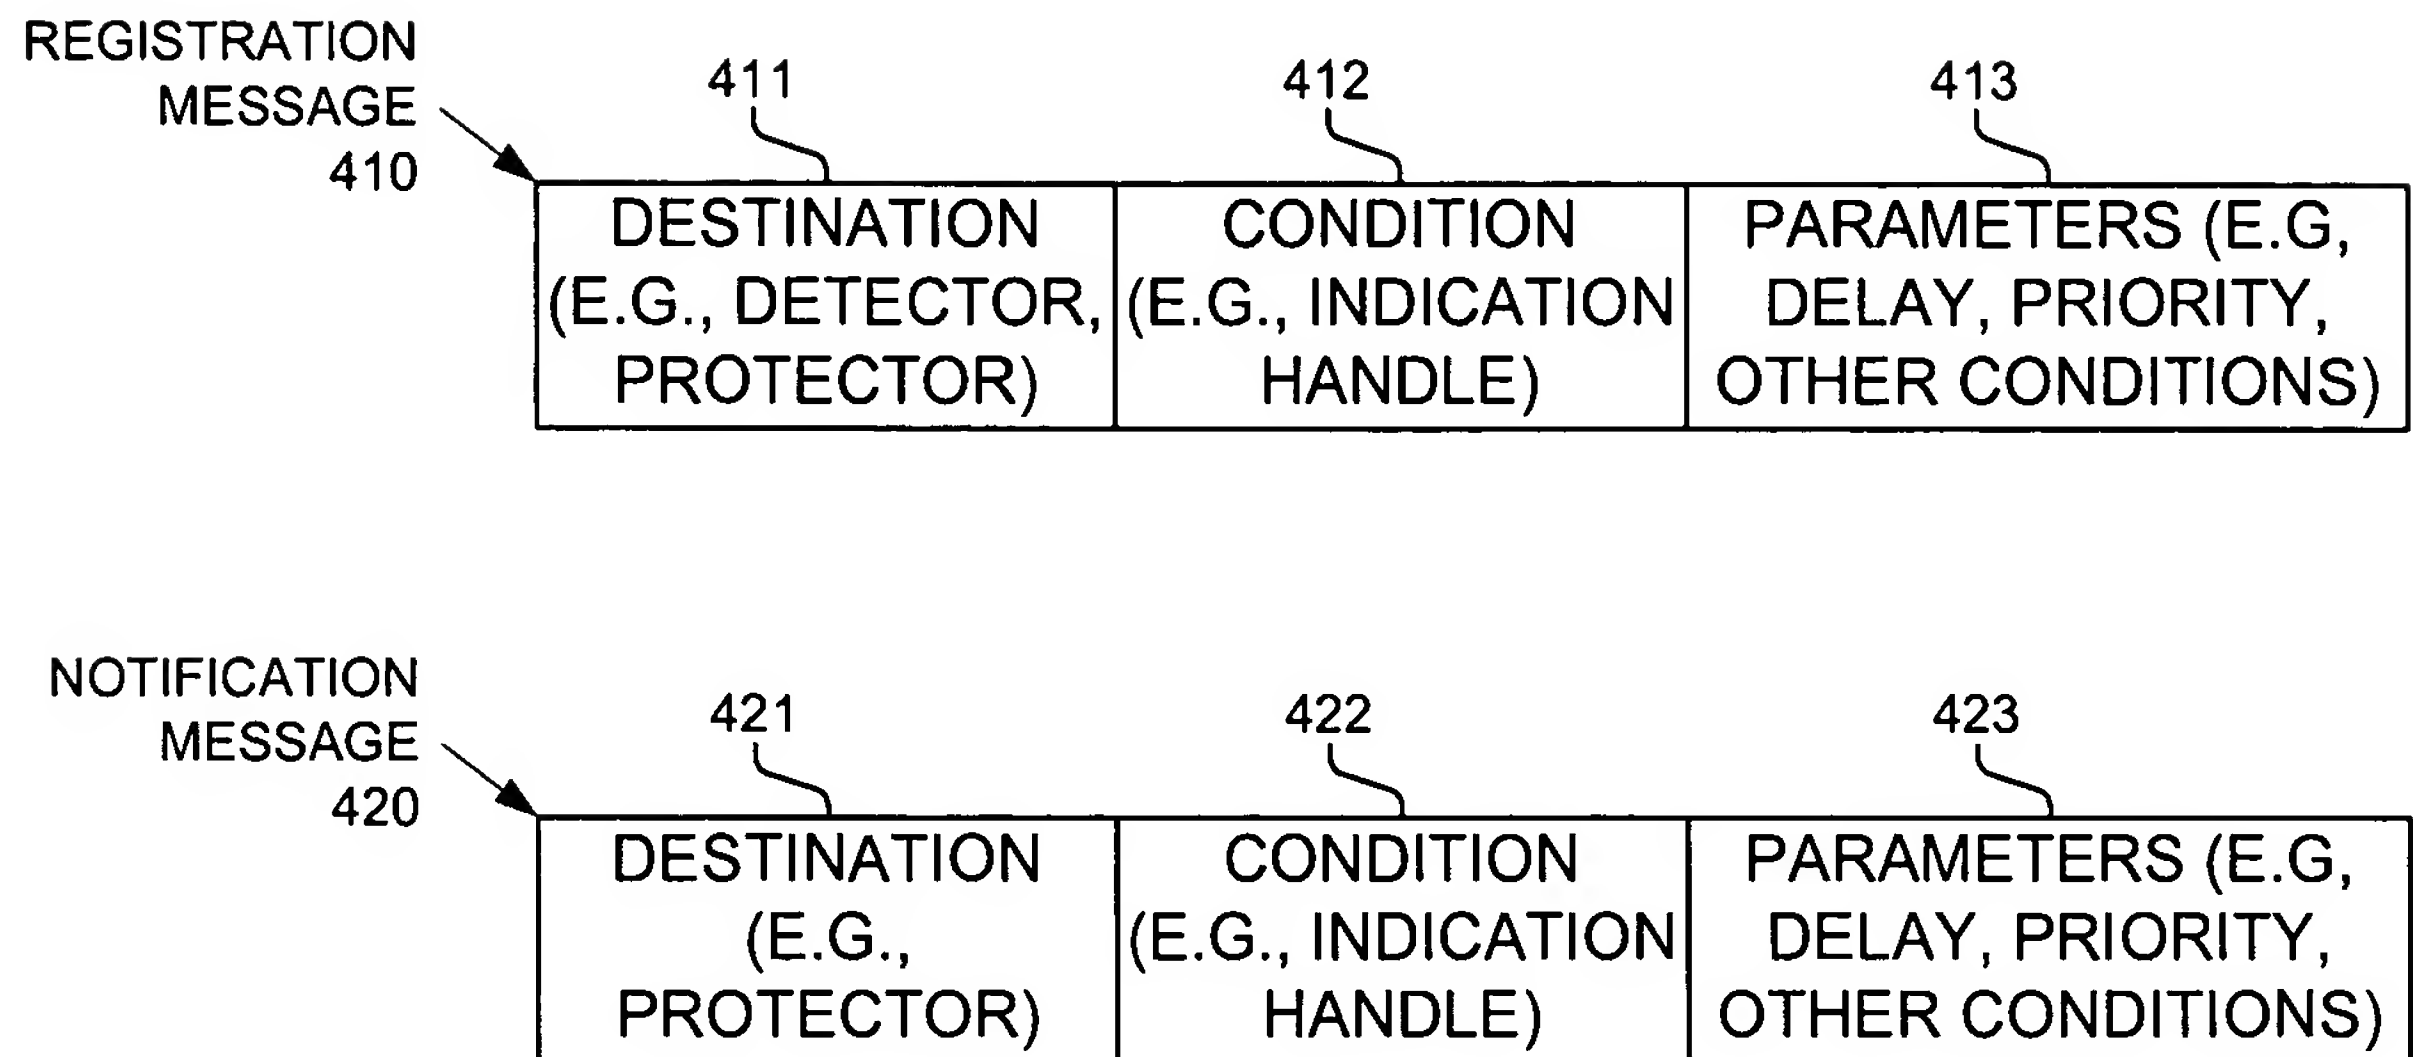 REGISTRATION
MESSAGE
410
411
412
413
DESTINATION
(E.G., DETECTOR,
PROTECTOR)
CONDITION
(E.G., INDICATION
HANDLE)
PARAMETERS (E.G,
DELAY, PRIORITY,
OTHER CONDITIONS)
NOTIFICATION
MESSAGE
420
421
422
423
DESTINATION
(E.G.,
PROTECTOR)
CONDITION
(E.G., INDICATION
HANDLE)
PARAMETERS (E.G,
DELAY, PRIORITY,
OTHER CONDITIONS)